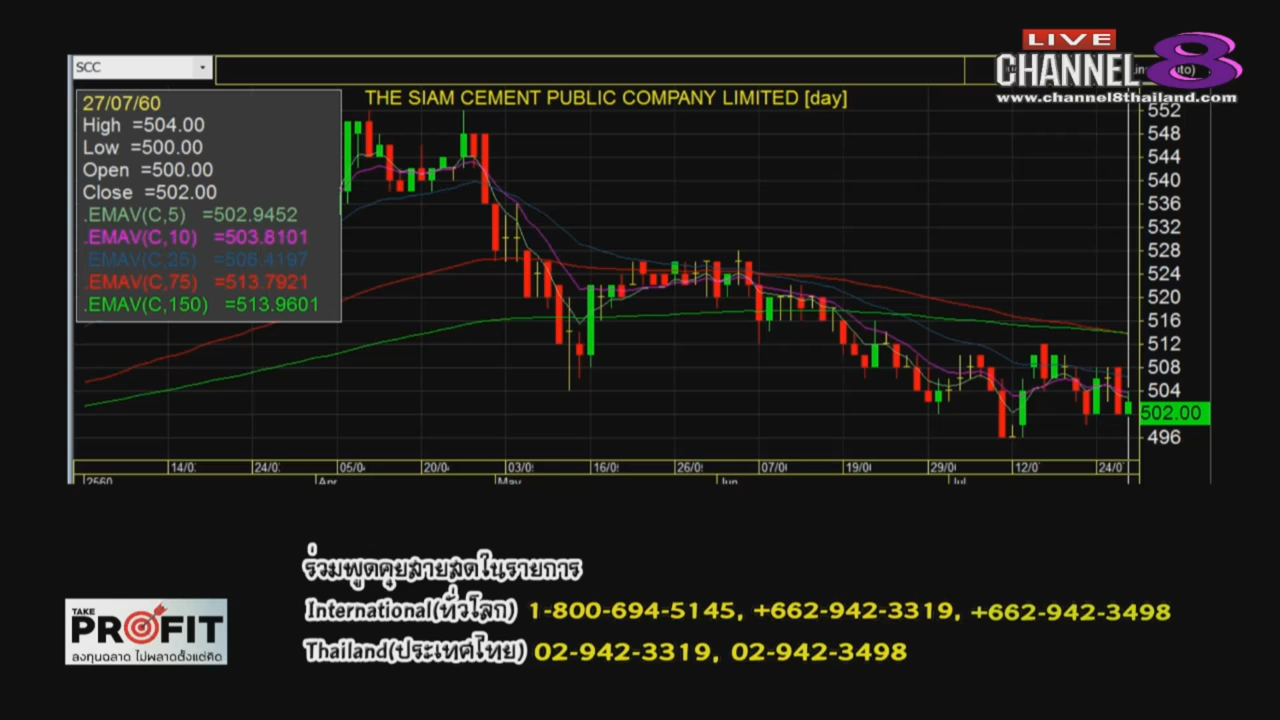 LIVE
CHANNEL 8
www.channel8thailand.com
SCC
THE SIAM CEMENT PUBLIC COMPANY LIMITED [day]
27/07/60
High =504.00
Low =500.00
Open =500.00
Close =502.00
.EMAV(C,5) =502.9452
.EMAV(C,10) =503.8101
.EMAV(C,25) =506.4197
.EMAV(C,75) =513.7921
.EMAV(C,150) =513.9601
552
548
544
540
536
532
528
524
520
516
512
508
504
502.00
496
14/0 24/0 05/0 20/0 03/0 16/0 26/0 07/0 19/0 29/0 12/0 24/0
2560 Apr May Jun Jul
ร่วมพูดคุยสายสดในรายการ
International(ทั่วโลก) 1-800-694-5145, +662-942-3319, +662-942-3498
Thailand(ประเทศไทย) 02-942-3319, 02-942-3498
TAKE
PROFIT
ลงทุนฉลาด ไม่พลาดตั้งแต่คิด